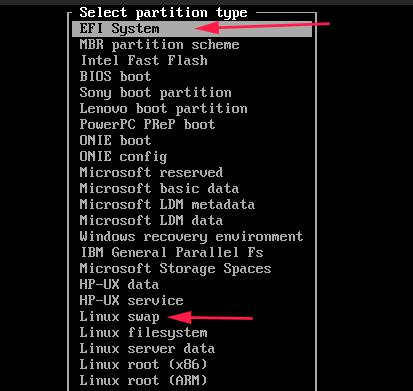 Select partition type
EFI System
MBR partition scheme
Intel Fast Flash
BIOS boot
Sony boot partition
Lenovo boot partition
PowerPC PReP boot
ONIE boot
ONIE config
Microsoft reserved
Microsoft basic data
Microsoft LDM metadata
Microsoft LDM data
Windows recovery environment
IBM General Parallel Fs
Microsoft Storage Spaces
HP-UX data
HP-UX service
Linux swap
Linux filesystem
Linux server data
Linux root (x86)
Linux root (ARM)